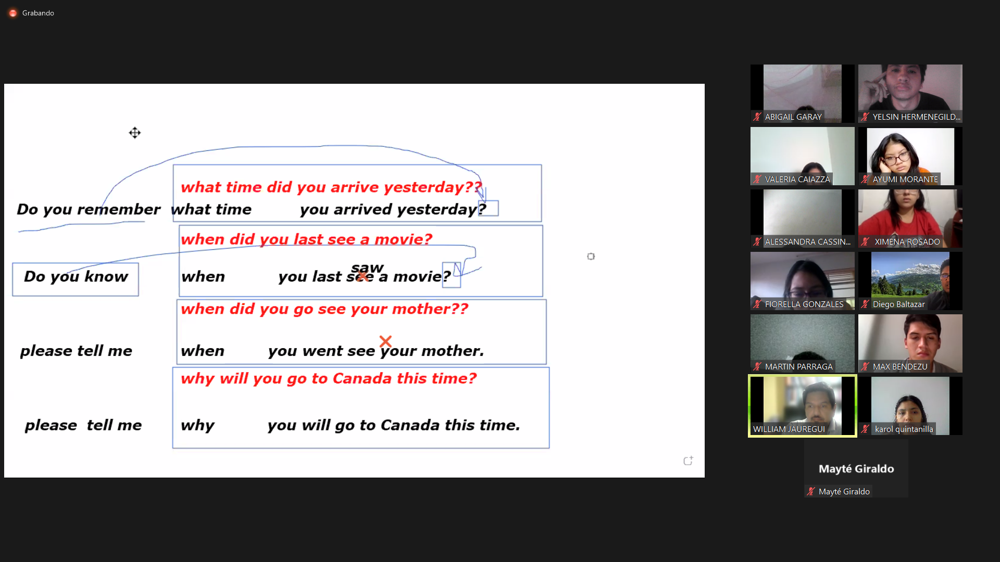 Grabando
what time did you arrive yesterday??
Do you remember what time you arrived yesterday?
when did you last see a movie?
saw
Do you know when you last see a movie?
when did you go see your mother??
please tell me when you went see your mother.
why will you go to Canada this time?
please tell me why you will go to Canada this time.
ABIGAIL GARAY
YELSIN HERMENEGILD...
VALERIA CAIAZZA
AYUMI MORANTE
ALESSANDRA CASSIN...
XIMENA ROSADO
FIORELLA GONZALES
Diego Baltazar
MARTIN PARRAGA
MAX BENDEZU
WILLIAM JAUREGUI
karol quintanilla
Mayté Giraldo
Mayté Giraldo